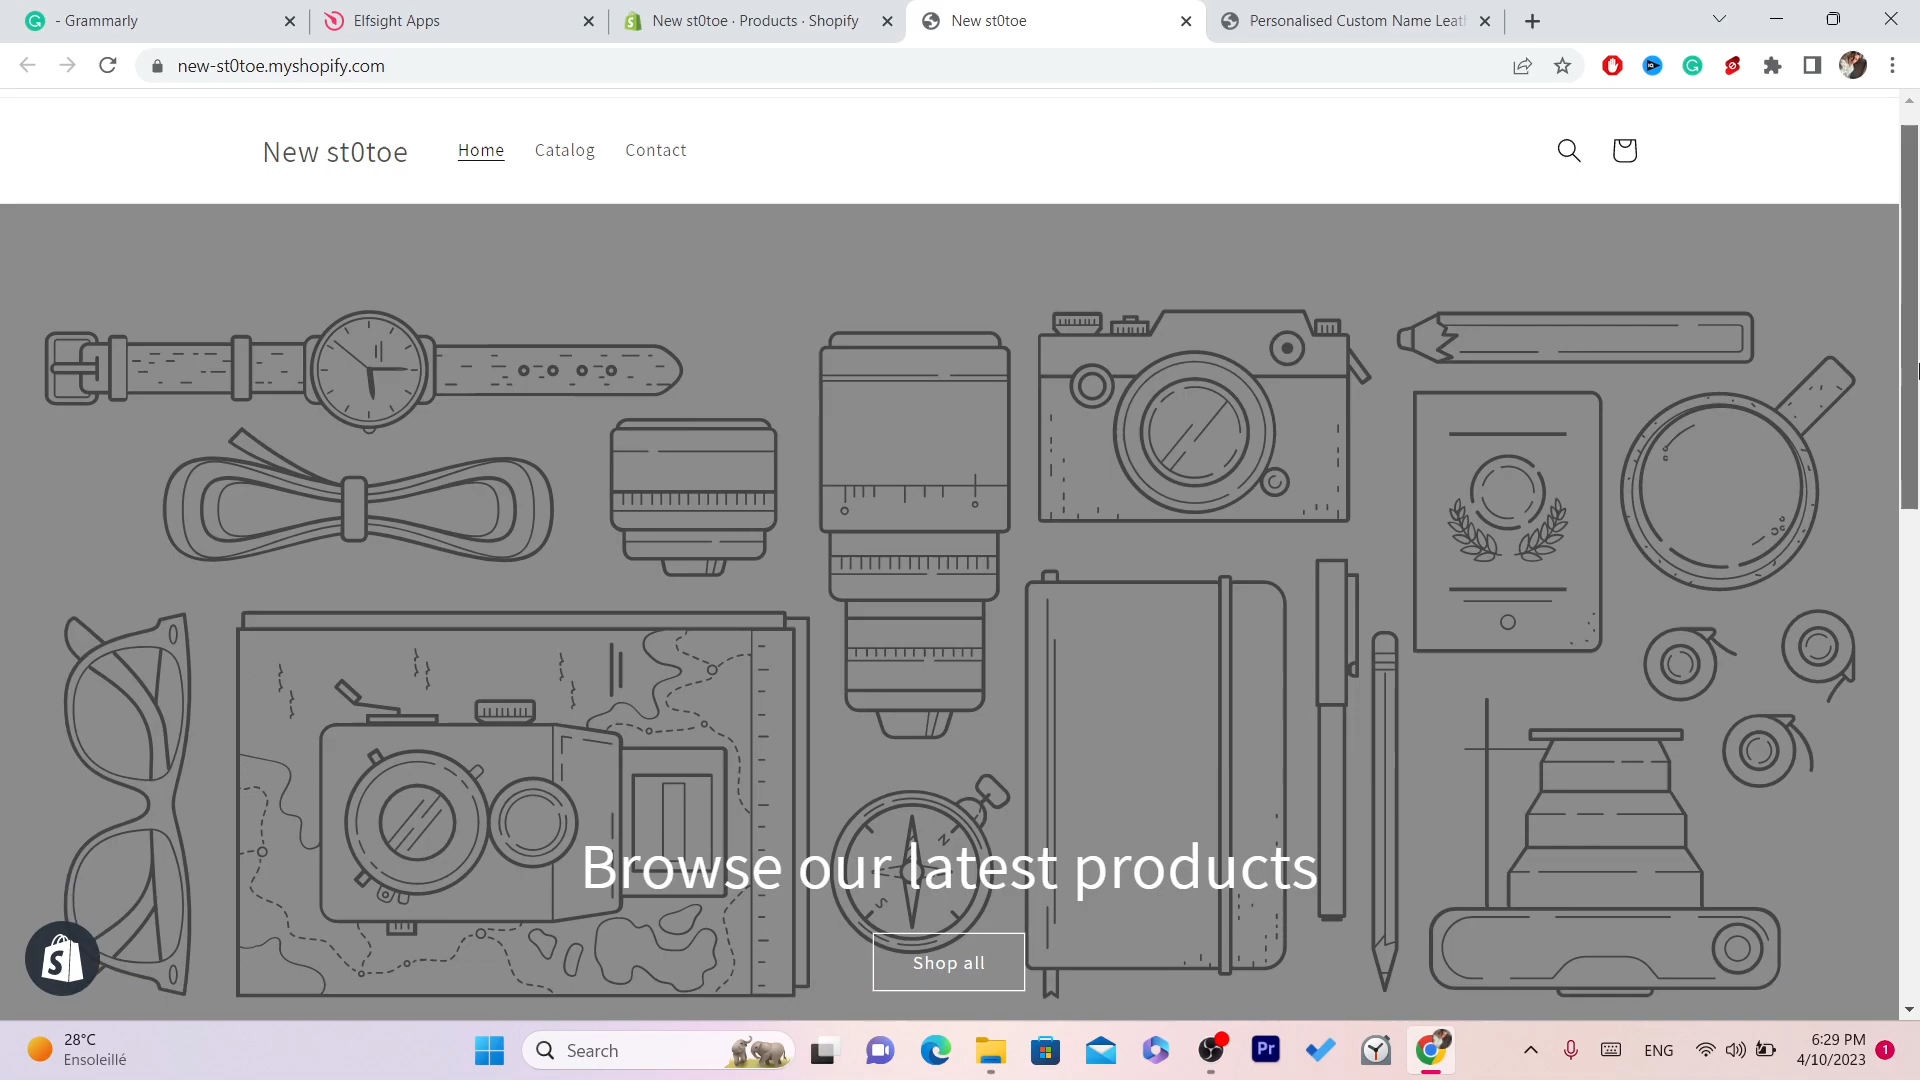 - Grammarly
Elfsight Apps
New st0toe · Products · Shopify
New st0toe
Personalised Custom Name Leat
new-st0toe.myshopify.com
New st0toe
Home
Catalog
Contact
N
S
Browse our latest products
Shop all
28°C
Ensoleillé
Search
Pr
ENG
6:29 PM
4/10/2023
1